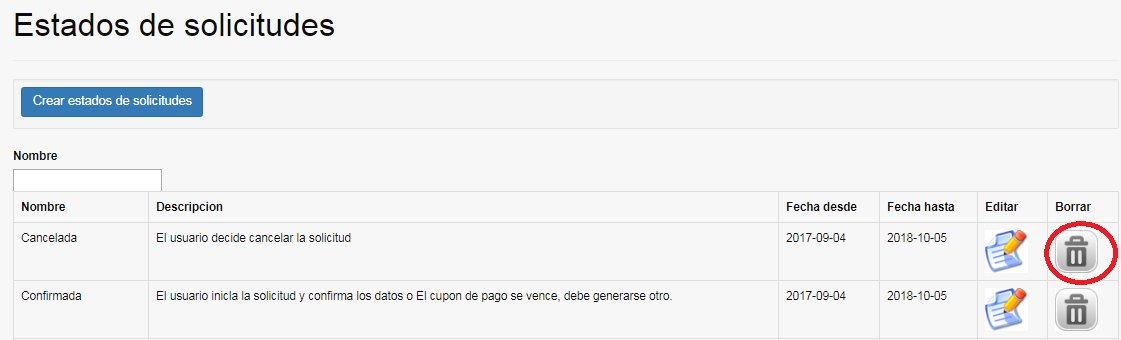 Estados de solicitudes
Crear estados de solicitudes
Nombre
Nombre Descripcion Fecha desde Fecha hasta Editar Borrar
Cancelada El usuario decide cancelar la solicitud 2017-09-04 2018-10-05
Confirmada El usuario inicla la solicitud y confirma los datos o El cupon de pago se vence, debe generarse otro. 2017-09-04 2018-10-05